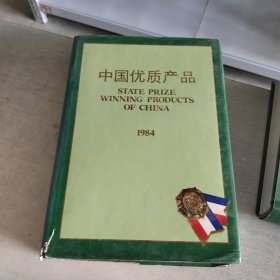 中国优质产品
STATE PRIZE
WINNING PRODUCTS
OF CHINA
1984